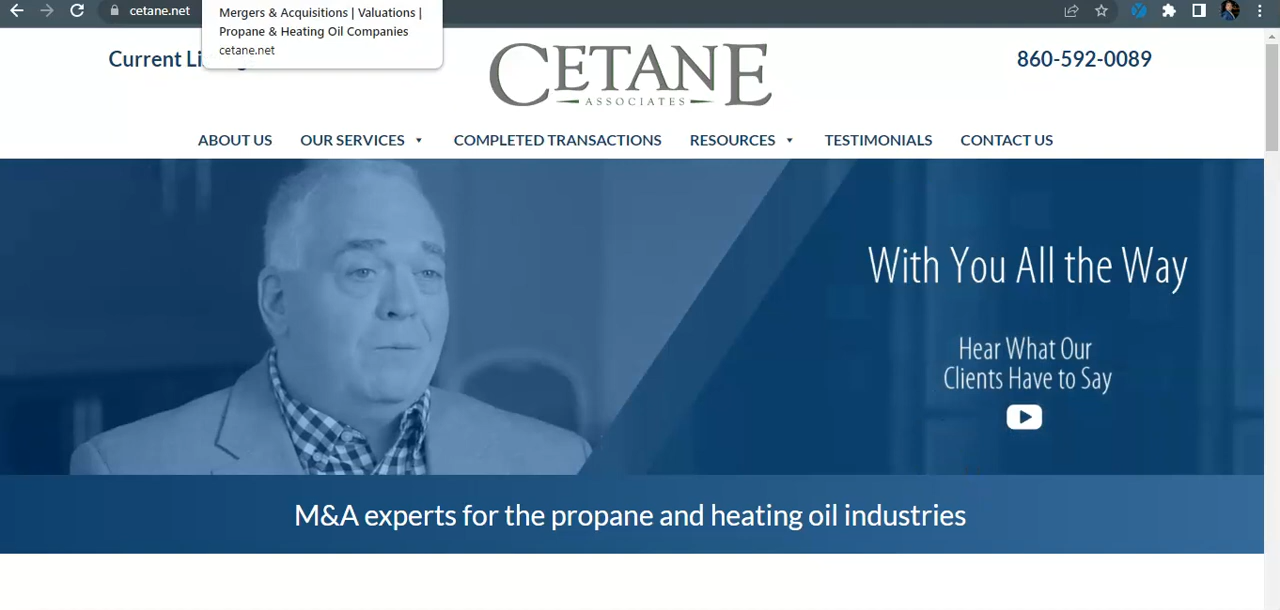 cetane.net
Mergers & Acquisitions | Valuations |
Propane & Heating Oil Companies
cetane.net
Current Li
860-592-0089
CETANE
ASSOCIATES
ABOUT US OUR SERVICES COMPLETED TRANSACTIONS RESOURCES TESTIMONIALS CONTACT US
With You All the Way
Hear What Our
Clients Have to Say
M&A experts for the propane and heating oil industries